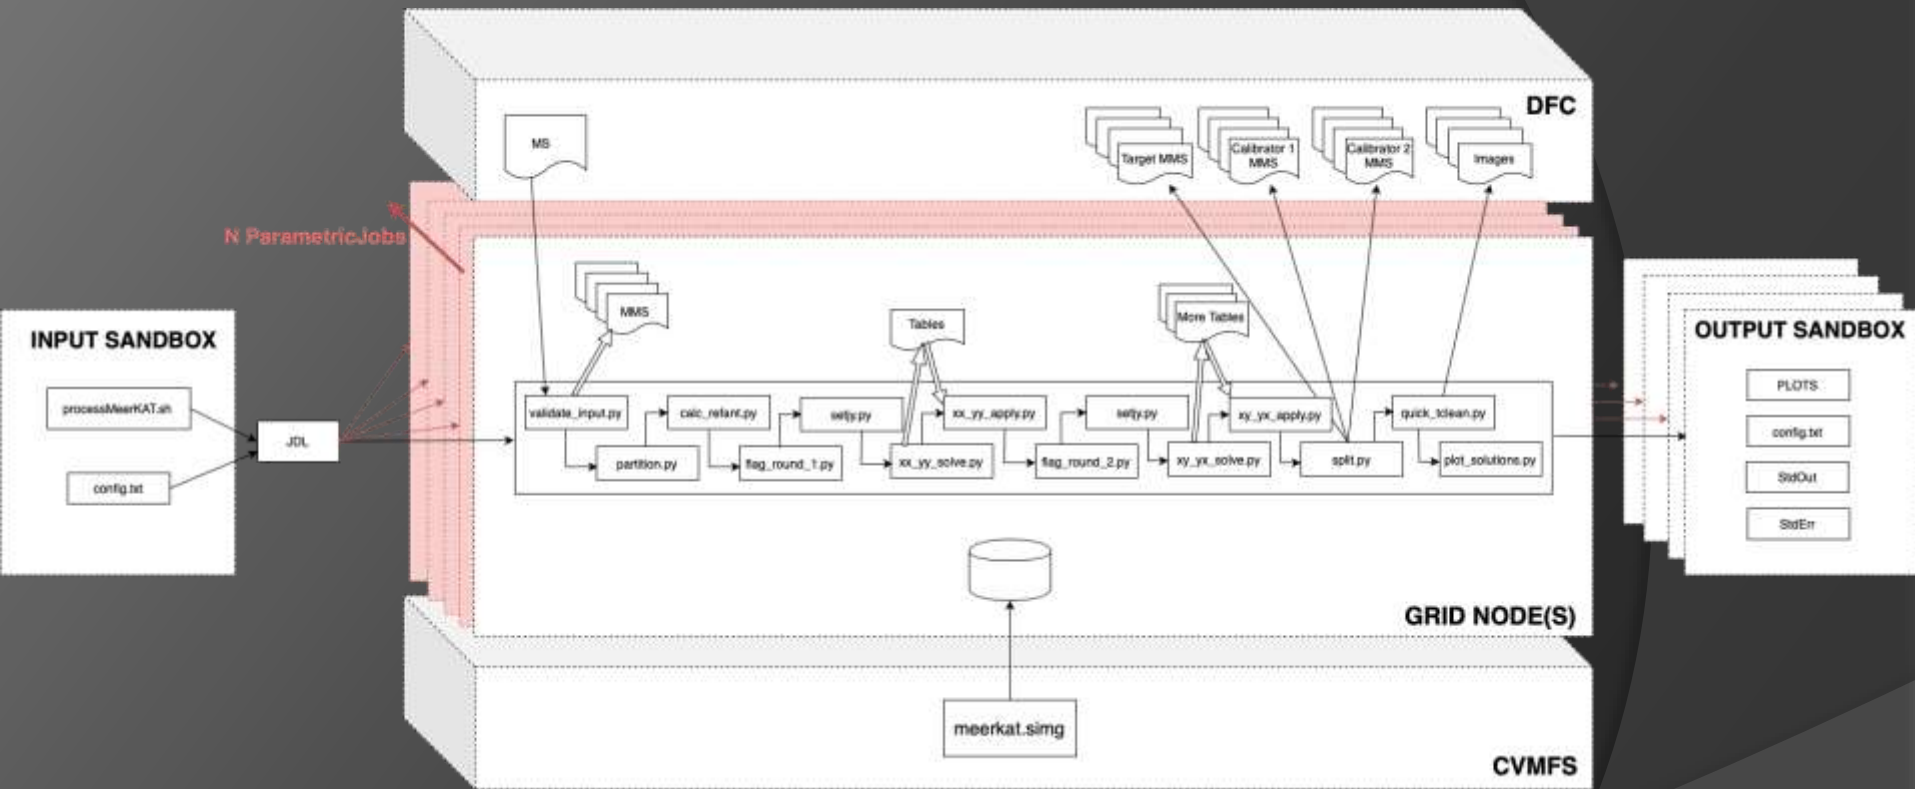 DFC
MS
Target MMS
Calibrator 1
MMS
Calibrator 2
MMS
Images
N ParametricJobs
MMS
Tables
More Tables
INPUT SANDBOX
processMeerKAT.sh
config.txt
JDL
validate_input.py
partition.py
calc_refant.py
flag_round_1.py
setjy.py
xx_yy_solve.py
xx_yy_apply.py
flag_round_2.py
setjy.py
xy_yx_solve.py
xy_yx_apply.py
split.py
quick_tclean.py
plot_solutions.py
GRID NODE(S)
meerkat.simg
CVMFS
OUTPUT SANDBOX
PLOTS
config.txt
StdOut
StdErr